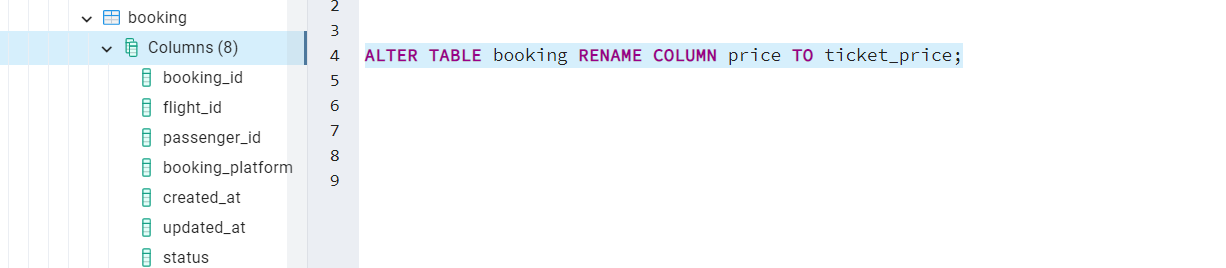 booking
Columns (8)
booking_id
flight_id
passenger_id
booking_platform
created_at
updated_at
status
2
3
4 ALTER TABLE booking RENAME COLUMN price TO ticket_price;
5
6
7
8
9